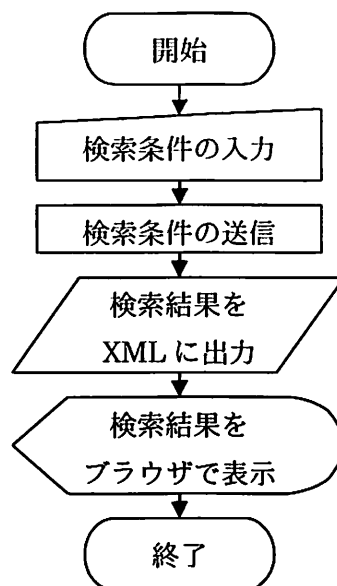 開始
検索条件の入力
検索条件の送信
検索結果を
XMLに出力
検索結果を
ブラウザで表示
終了